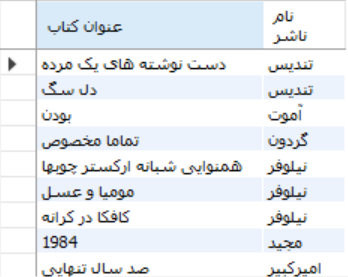 نام
ناشر
عنوان کتاب
تندیس دست نوشته های یک مرده
تندیس دل سگ
آموت بودن
گردون تماما مخصوص
نیلوفر همنوایی شبانه ارکستر چوبها
نیلوفر مومیا و عسل
نیلوفر کافکا در کرانه
مجید 1984
امیرکبیر صد سال تنهایی